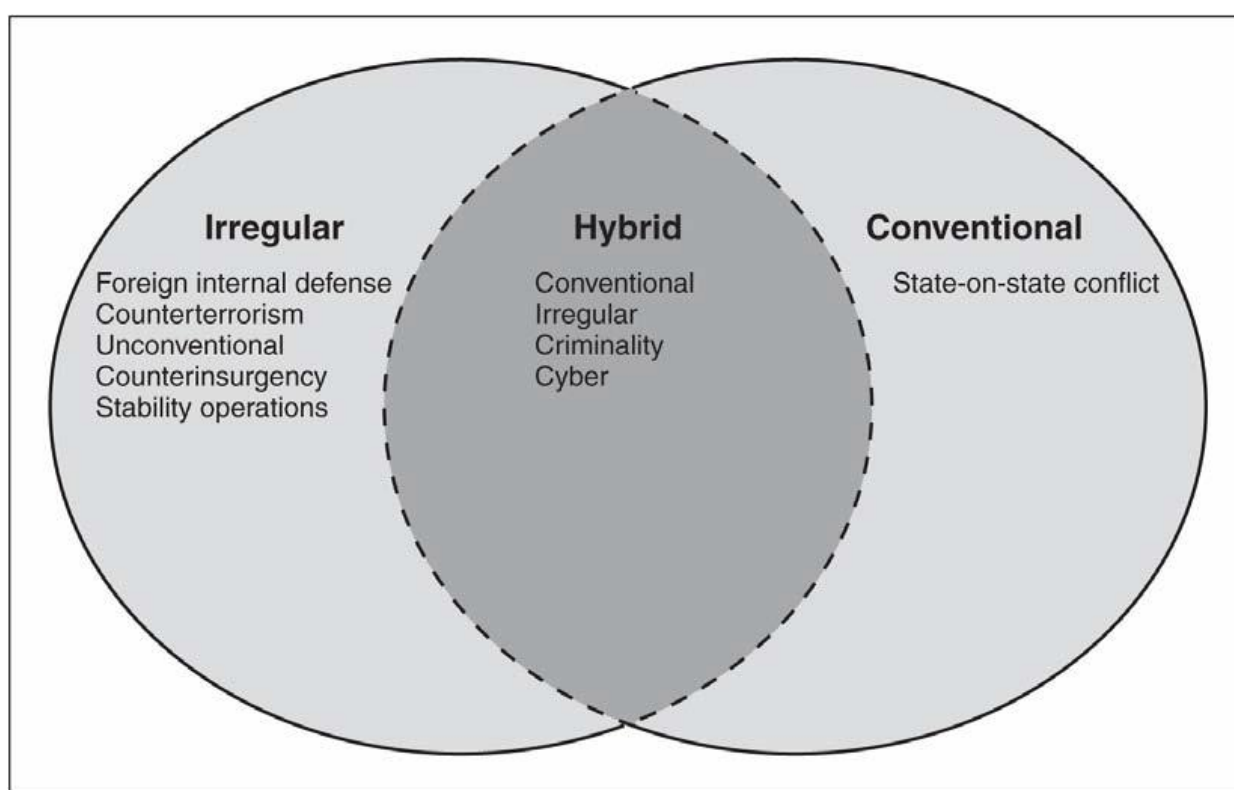 Irregular
Foreign internal defense
Counterterrorism
Unconventional
Counterinsurgency
Stability operations
Hybrid
Conventional
Irregular
Criminality
Cyber
Conventional
State-on-state conflict